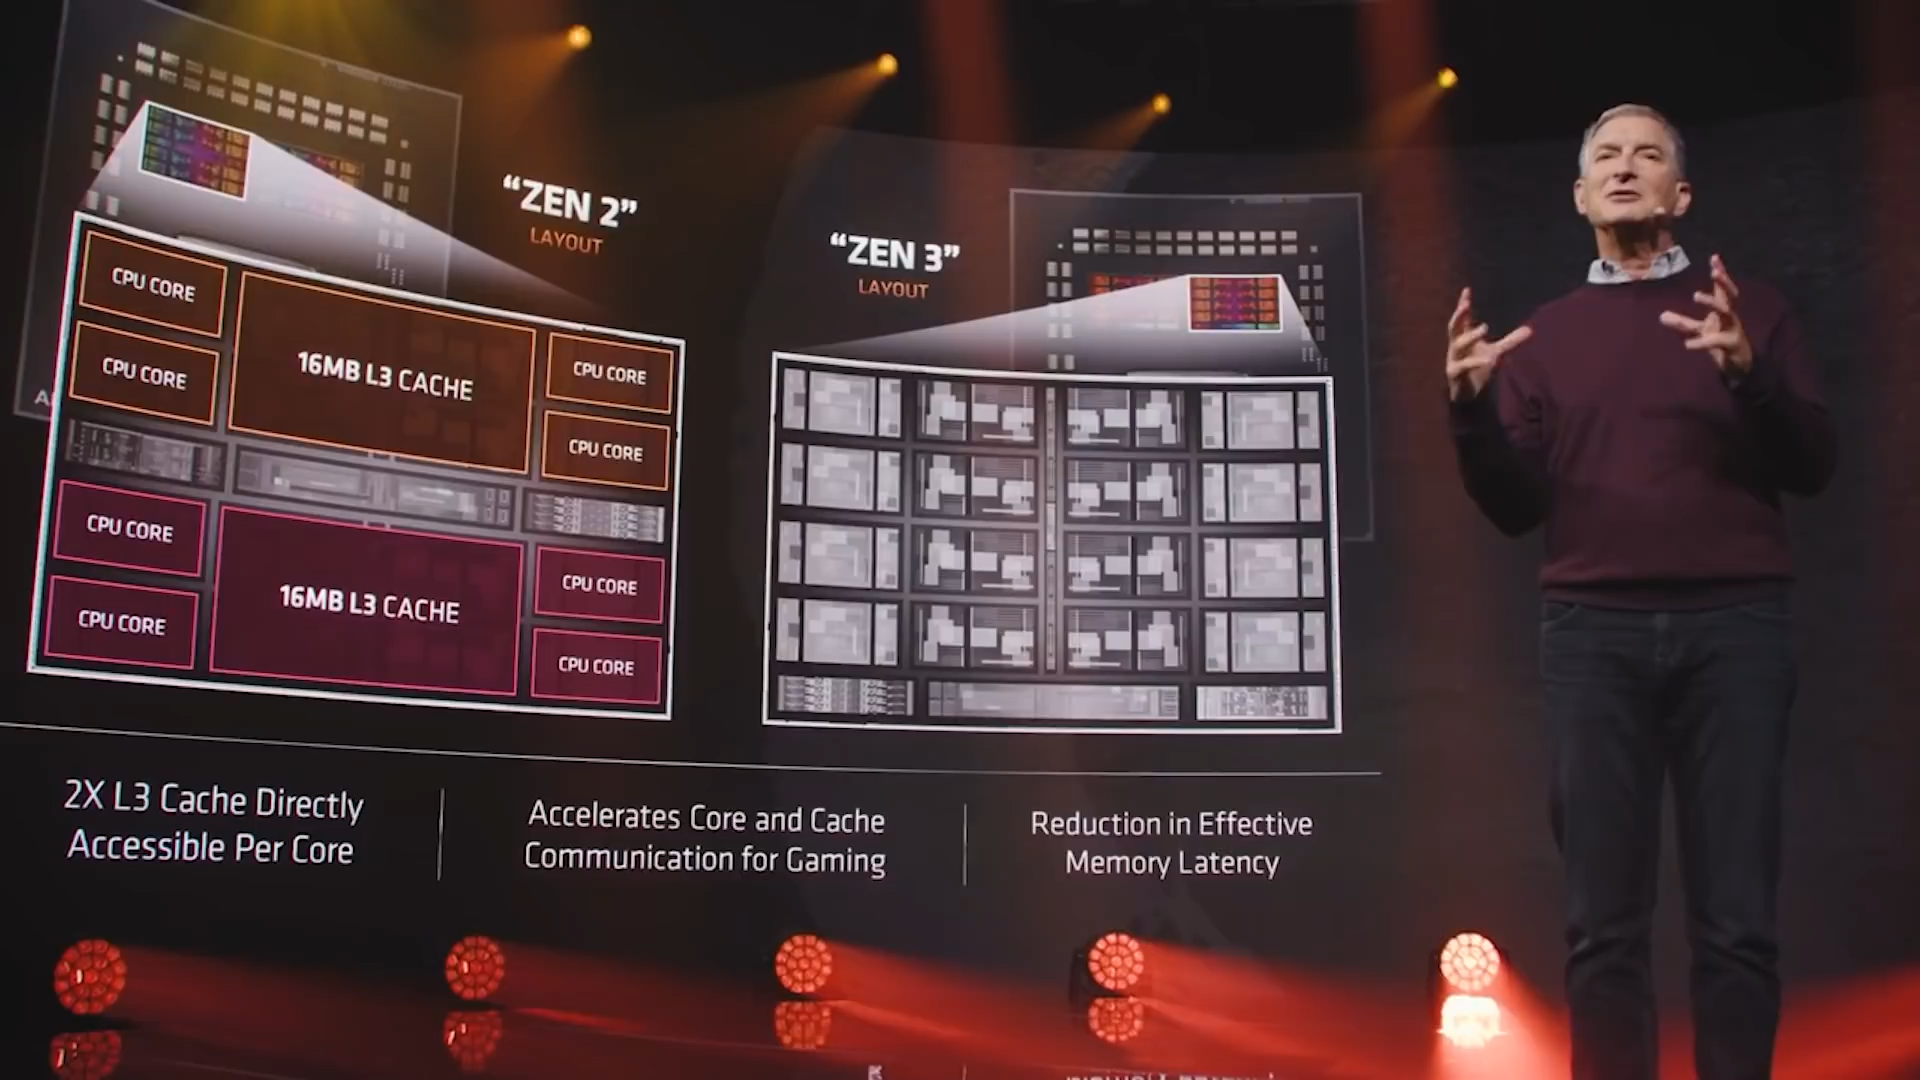 “ZEN 2”
LAYOUT
CPU CORE
CPU CORE
16MB L3 CACHE
CPU CORE
CPU CORE
CPU CORE
CPU CORE
16MB L3 CACHE
CPU CORE
CPU CORE
“ZEN 3”
LAYOUT
2X L3 Cache Directly
Accessible Per Core
Accelerates Core and Cache
Communication for Gaming
Reduction in Effective
Memory Latency